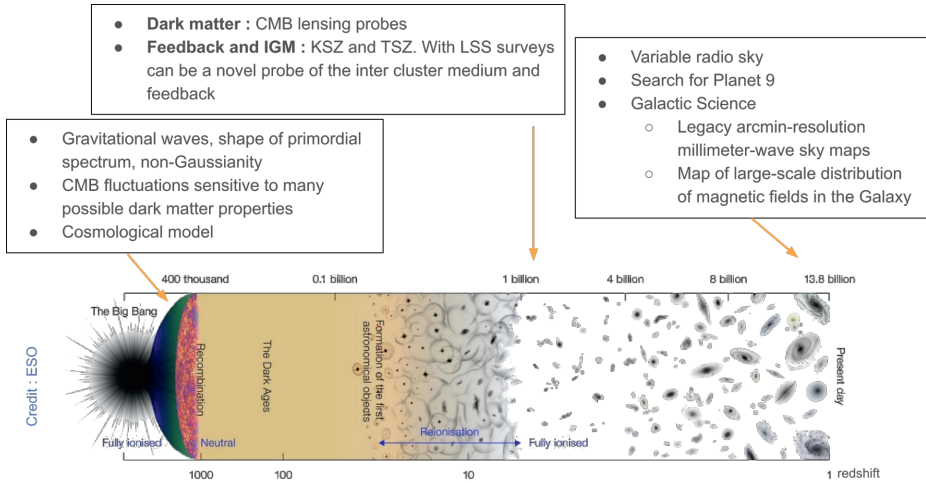 ● Dark matter : CMB lensing probes
● Feedback and IGM : KSZ and TSZ. With LSS surveys
can be a novel probe of the inter cluster medium and
feedback
● Variable radio sky
● Search for Planet 9
● Galactic Science
○ Legacy arcmin-resolution
millimeter-wave sky maps
○ Map of large-scale distribution
of magnetic fields in the Galaxy
● Gravitational waves, shape of primordial
spectrum, non-Gaussianity
● CMB fluctuations sensitive to many
possible dark matter properties
● Cosmological model
400 thousand 0.1 billion 1 billion 4 billion 8 billion 13.8 billion
The Big Bang
Recombination
The Dark Ages
Formation of the first
astronomical objects
Present day
Credit : ESO
Reionisation
Fully ionised Neutral Fully ionised
1000 100 10 1 redshift